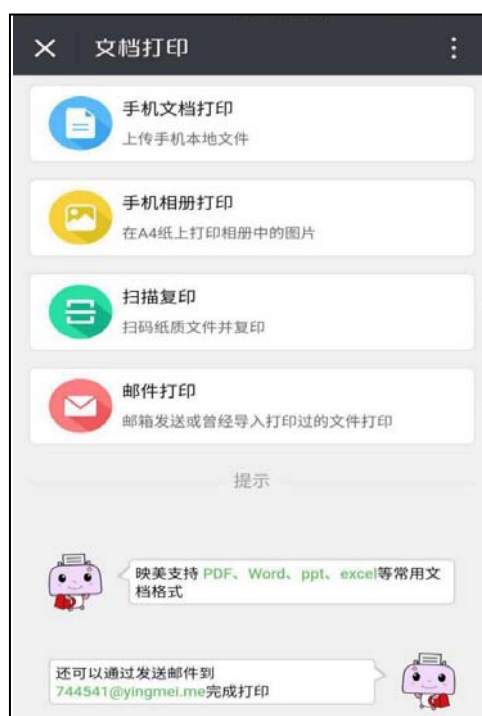 文档打印
手机文档打印
上传手机本地文件
手机相册打印
在A4纸上打印相册中的图片
扫描复印
扫码纸质文件并复印
邮件打印
邮箱发送或曾经导入打印过的文件打印
提示
映美支持 PDF、Word、ppt、excel等常用文
档格式
还可以通过发送邮件到
744541@yingmei.me完成打印